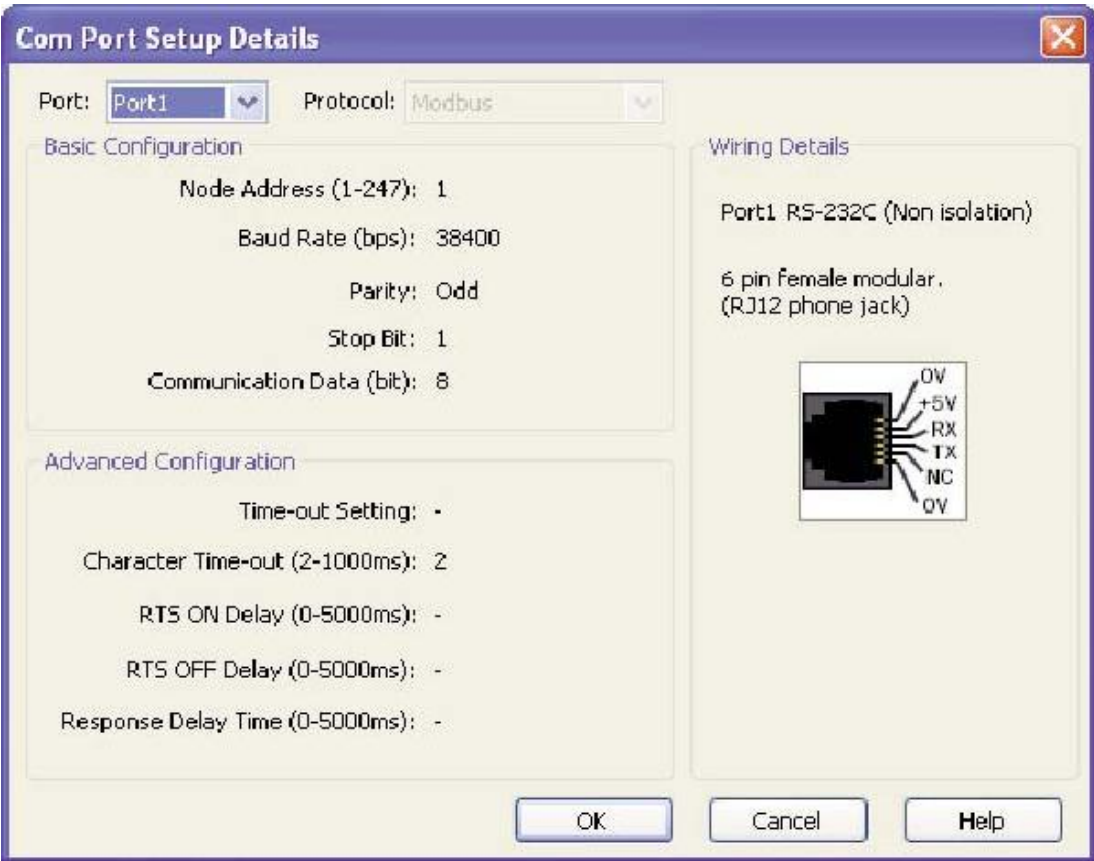 Com Port Setup Details
Port: Port1 Protocol: Modbus
Basic Configuration
Node Address (1-247): 1
Baud Rate (bps): 38400
Parity: Odd
Stop Bit: 1
Communication Data (bit): 8
Advanced Configuration
Time-out Setting: -
Character Time-out (2-1000ms): 2
RTS ON Delay (0-5000ms): -
RTS OFF Delay (0-5000ms): -
Response Delay Time (0-5000ms): -
Wiring Details
Port1 RS-232C (Non isolation)
6 pin female modular.
(RJ12 phone jack)
0V
+5V
RX
TX
NC
0V
OK Cancel Help